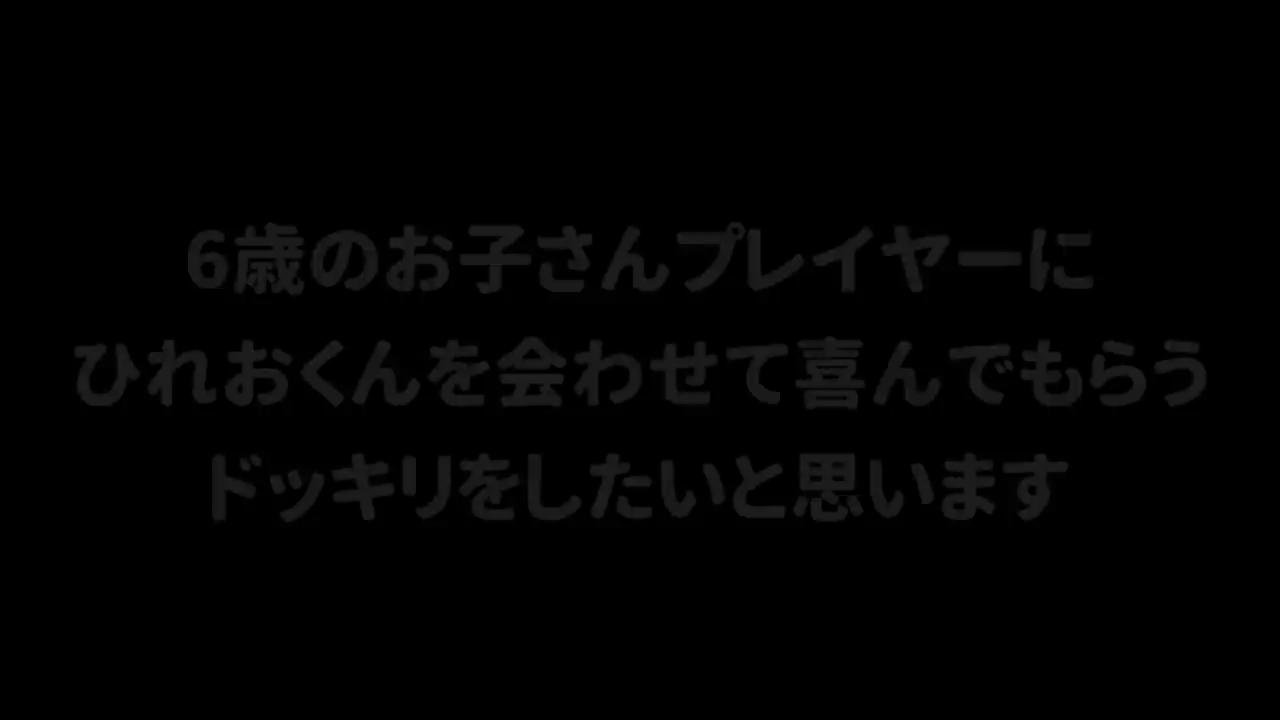 6歳のお子さんプレイヤーに
ひれおくんを会わせて喜んでもらう
ドッキリをしたいと思います